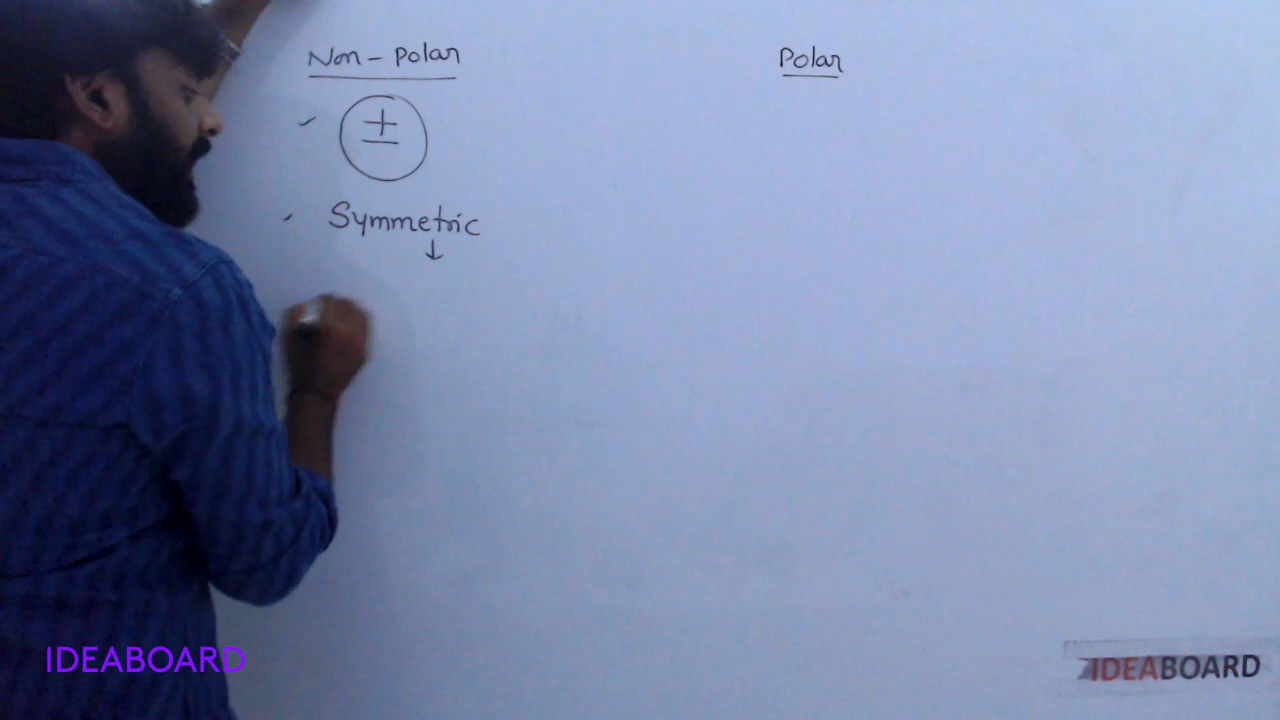 Non-Polar
Polar
+
−
Symmetric
↓
IDEABOARD
IDEABOARD